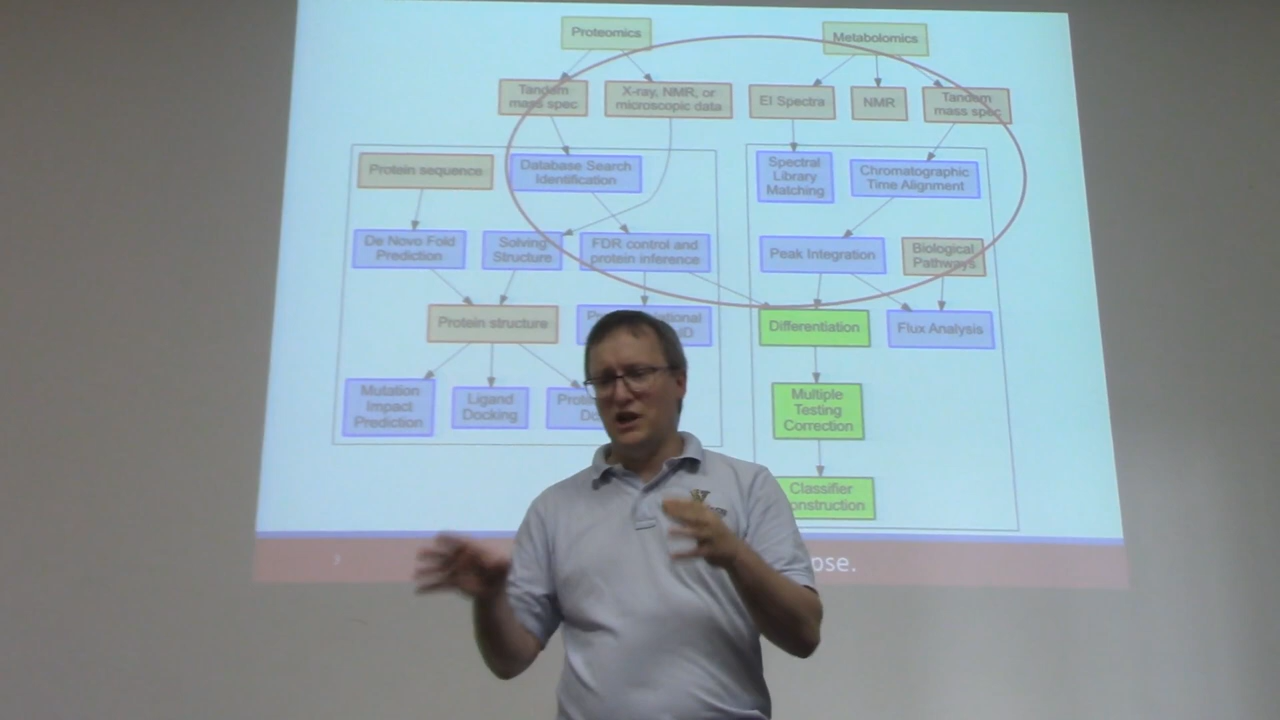 Proteomics
Metabolomics
Tandem
mass spec
X-ray, NMR, or
microscopic data
EI Spectra
NMR
Tandem
mass spec
Protein sequence
Database Search
Identification
Spectral
Library
Matching
Chromatographic
Time Alignment
De Novo Fold
Prediction
Solving
Structure
FDR control and
protein inference
Peak Integration
Biological
Pathways
Protein structure
Differentiation
Flux Analysis
Mutation
Impact
Prediction
Ligand
Docking
Multiple
Testing
Correction
Classifier